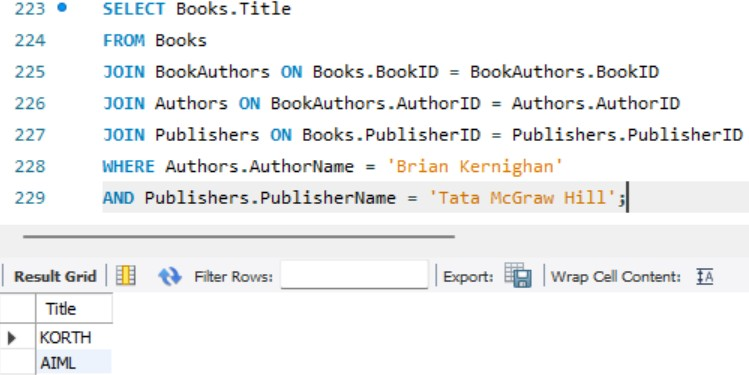 223 SELECT Books.Title
224 FROM Books
225 JOIN BookAuthors ON Books.BookID = BookAuthors.BookID
226 JOIN Authors ON BookAuthors.AuthorID = Authors.AuthorID
227 JOIN Publishers ON Books.PublisherID = Publishers.PublisherID
228 WHERE Authors.AuthorName = 'Brian Kernighan'
229 AND Publishers.PublisherName = 'Tata McGraw Hill';
Result Grid Filter Rows: Export: Wrap Cell Content: IA
Title
KORTH
AIML